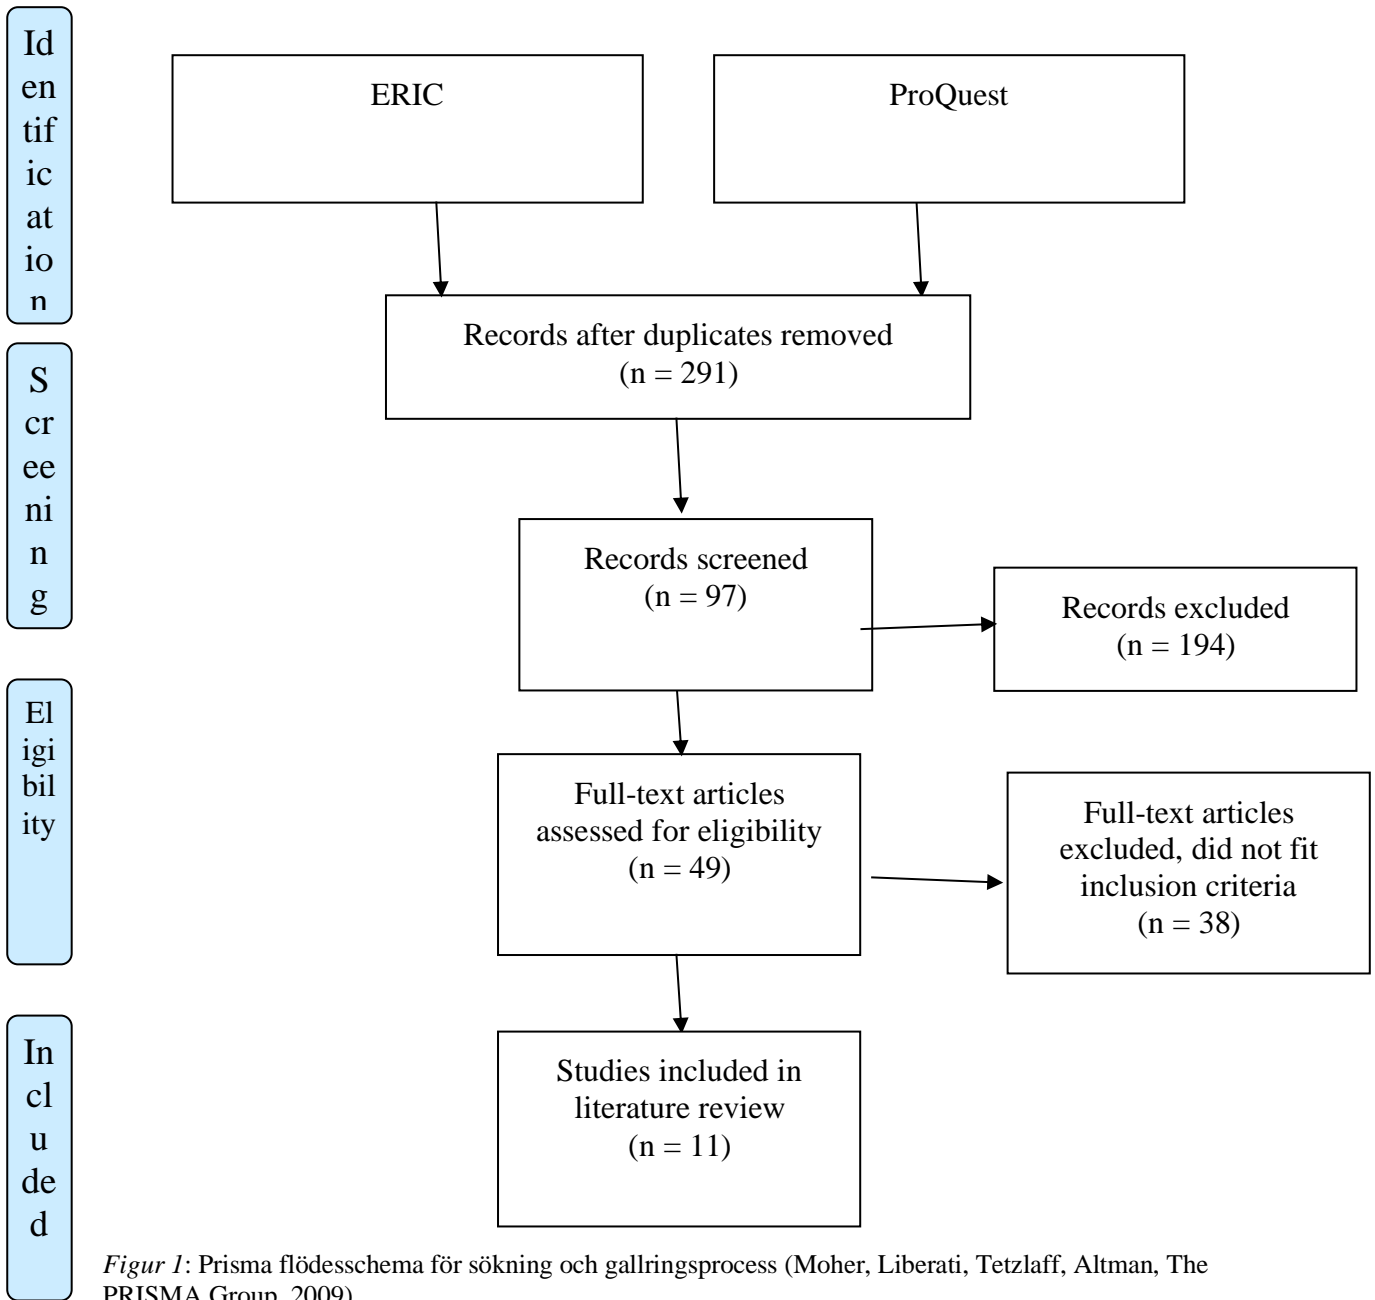 Id
en
tif
ic
at
io
n
ERIC
ProQuest
Records after duplicates removed
(n = 291)
S
cr
ee
ni
n
g
Records screened
(n = 97)
Records excluded
(n = 194)
El
igi
bil
ity
Full-text articles
assessed for eligibility
(n = 49)
Full-text articles
excluded, did not fit
inclusion criteria
(n = 38)
In
cl
u
de
d
Studies included in
literature review
(n = 11)
Figur 1: Prisma flödesschema för sökning och gallringsprocess (Moher, Liberati, Tetzlaff, Altman, The
PRISMA Group, 2009)